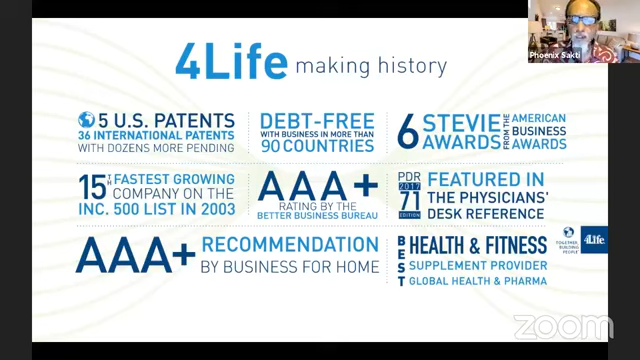 Phoenix Sakti
4Life making history
5 U.S. PATENTS
36 INTERNATIONAL PATENTS
WITH DOZENS MORE PENDING
DEBT-FREE
WITH BUSINESS IN MORE THAN
90 COUNTRIES
6 STEVIE AWARDS FROM THE AMERICAN BUSINESS AWARDS
15TH FASTEST GROWING
COMPANY ON THE
INC. 500 LIST IN 2003
AAA+
RATING BY THE
BETTER BUSINESS BUREAU
PDR
2017
71
EDITION
FEATURED IN
THE PHYSICIANS'
DESK REFERENCE
AAA+ RECOMMENDATION
BY BUSINESS FOR HOME
BEST
HEALTH & FITNESS
SUPPLEMENT PROVIDER
GLOBAL HEALTH & PHARMA
TOGETHER,
BUILDING
PEOPLE
4Life
zoom